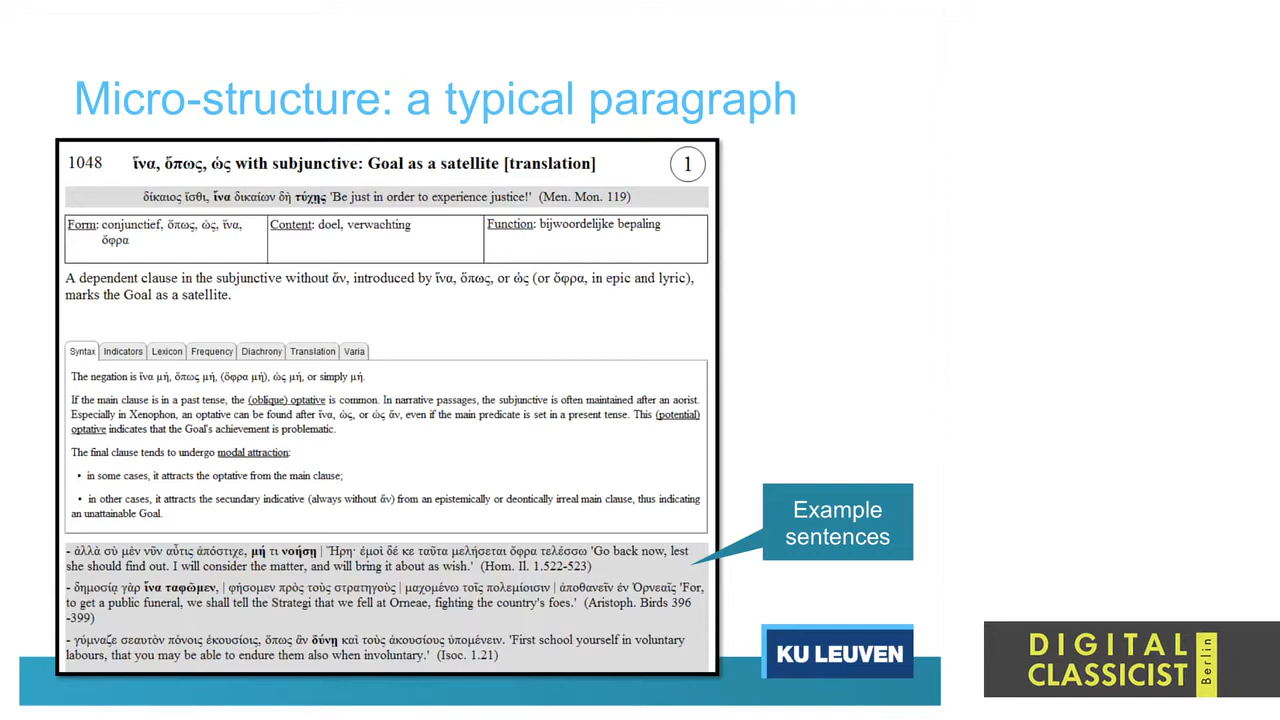 Micro-structure: a typical paragraph
1048 ἵνα, ὅπως, ὡς with subjunctive: Goal as a satellite [translation] 1
δίκαιος ἴσθι, ἵνα δικαίων δὴ τύχῃς 'Be just in order to experience justice!' (Men. Mon. 119)
Form: conjunctief, ὅπως, ὡς, ἵνα,
ὄφρα
Content: doel, verwachting
Function: bijwoordelijke bepaling
A dependent clause in the subjunctive without ἄν, introduced by ἵνα, ὅπως, or ὡς (or ὄφρα, in epic and lyric),
marks the Goal as a satellite.
Syntax Indicators Lexicon Frequency Diachrony Translation Varia
The negation is ἵνα μή, ὅπως μή, (ὄφρα μή), ὡς μή, or simply μή.
If the main clause is in a past tense, the (oblique) optative is common. In narrative passages, the subjunctive is often maintained after an aorist.
Especially in Xenophon, an optative can be found after ἵνα, ὡς, or ὡς ἄν, even if the main predicate is set in a present tense. This (potential)
optative indicates that the Goal's achievement is problematic.
The final clause tends to undergo modal attraction:
• in some cases, it attracts the optative from the main clause;
• in other cases, it attracts the secundary indicative (always without ἄν) from an epistemically or deontically irreal main clause, thus indicating
an unattainable Goal.
- ἀλλὰ σὺ μὲν νῦν αὖτις ἀπόστιχε, μή τι νοήσῃ | Ἥρη· ἐμοὶ δέ κε ταῦτα μελήσεται ὄφρα τελέσσω 'Go back now, lest
she should find out. I will consider the matter, and will bring it about as wish.' (Hom. Il. 1.522-523)
- δημοσίᾳ γὰρ ἵνα ταφῶμεν, | φήσομεν πρὸς τοὺς στρατηγοὺς | μαχομένω τοῖς πολεμίοισιν | ἀποθανεῖν ἐν Ὀρνεαῖς 'For,
to get a public funeral, we shall tell the Strategi that we fell at Orneae, fighting the country's foes.' (Aristoph. Birds 396
-399)
- γύμναζε σεαυτὸν πόνοις ἑκουσίοις, ὅπως ἂν δύνῃ καὶ τοὺς ἀκουσίους ὑπομένειν. 'First school yourself in voluntary
labours, that you may be able to endure them also when involuntary.' (Isoc. 1.21)
Example
sentences
KU LEUVEN
DIGITAL
CLASSICIST
Berlin